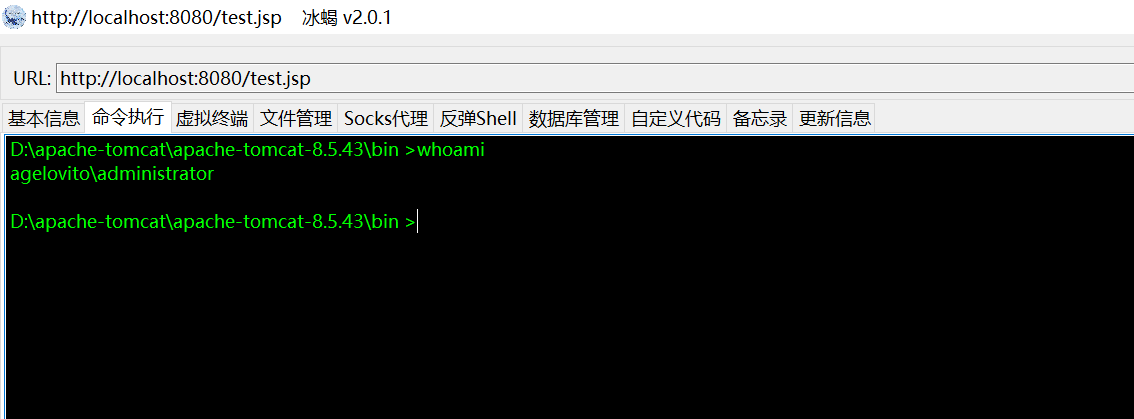 http://localhost:8080/test.jsp 冰蝎 v2.0.1
URL: http://localhost:8080/test.jsp
基本信息 命令执行 虚拟终端 文件管理 Socks代理 反弹Shell 数据库管理 自定义代码 备忘录 更新信息
D:\apache-tomcat\apache-tomcat-8.5.43\bin >whoami
agelovito\administrator
D:\apache-tomcat\apache-tomcat-8.5.43\bin >